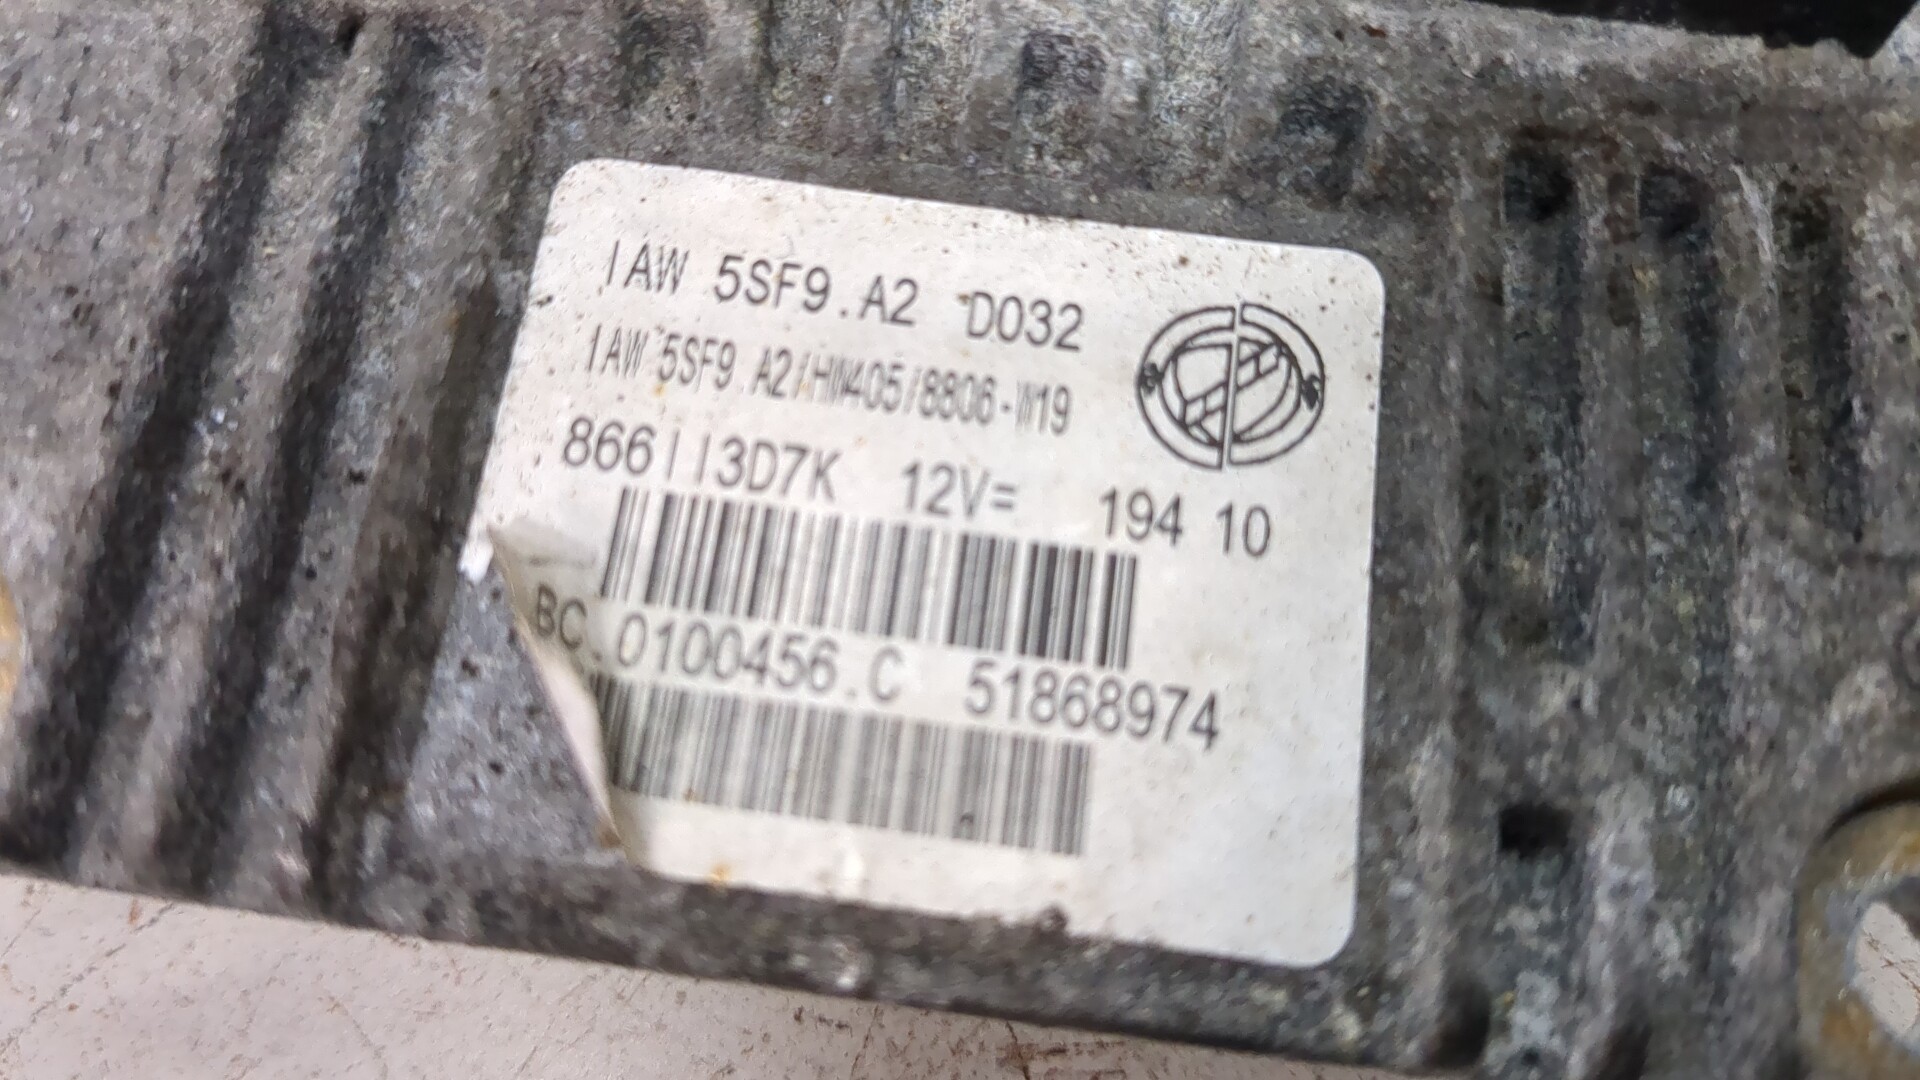 IAW 5SF9.A2 D032
IAW 5SF9.A2/HW405/8806-W19
866113D7K 12V= 194 10
BC.0100456.C 51868974